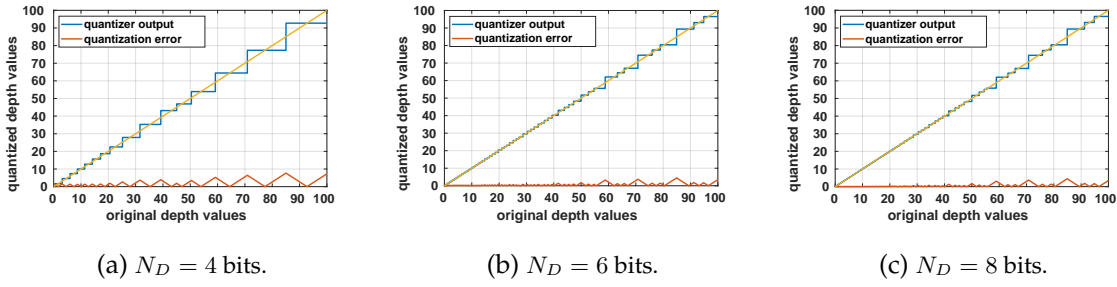 quantizer output
quantization error
quantized depth values
100
90
80
70
60
50
40
30
20
10
0
0 10 20 30 40 50 60 70 80 90 100
original depth values
(a) N_D = 4 bits.
quantizer output
quantization error
quantized depth values
100
90
80
70
60
50
40
30
20
10
0
0 10 20 30 40 50 60 70 80 90 100
original depth values
(b) N_D = 6 bits.
quantizer output
quantization error
quantized depth values
100
90
80
70
60
50
40
30
20
10
0
0 10 20 30 40 50 60 70 80 90 100
original depth values
(c) N_D = 8 bits.